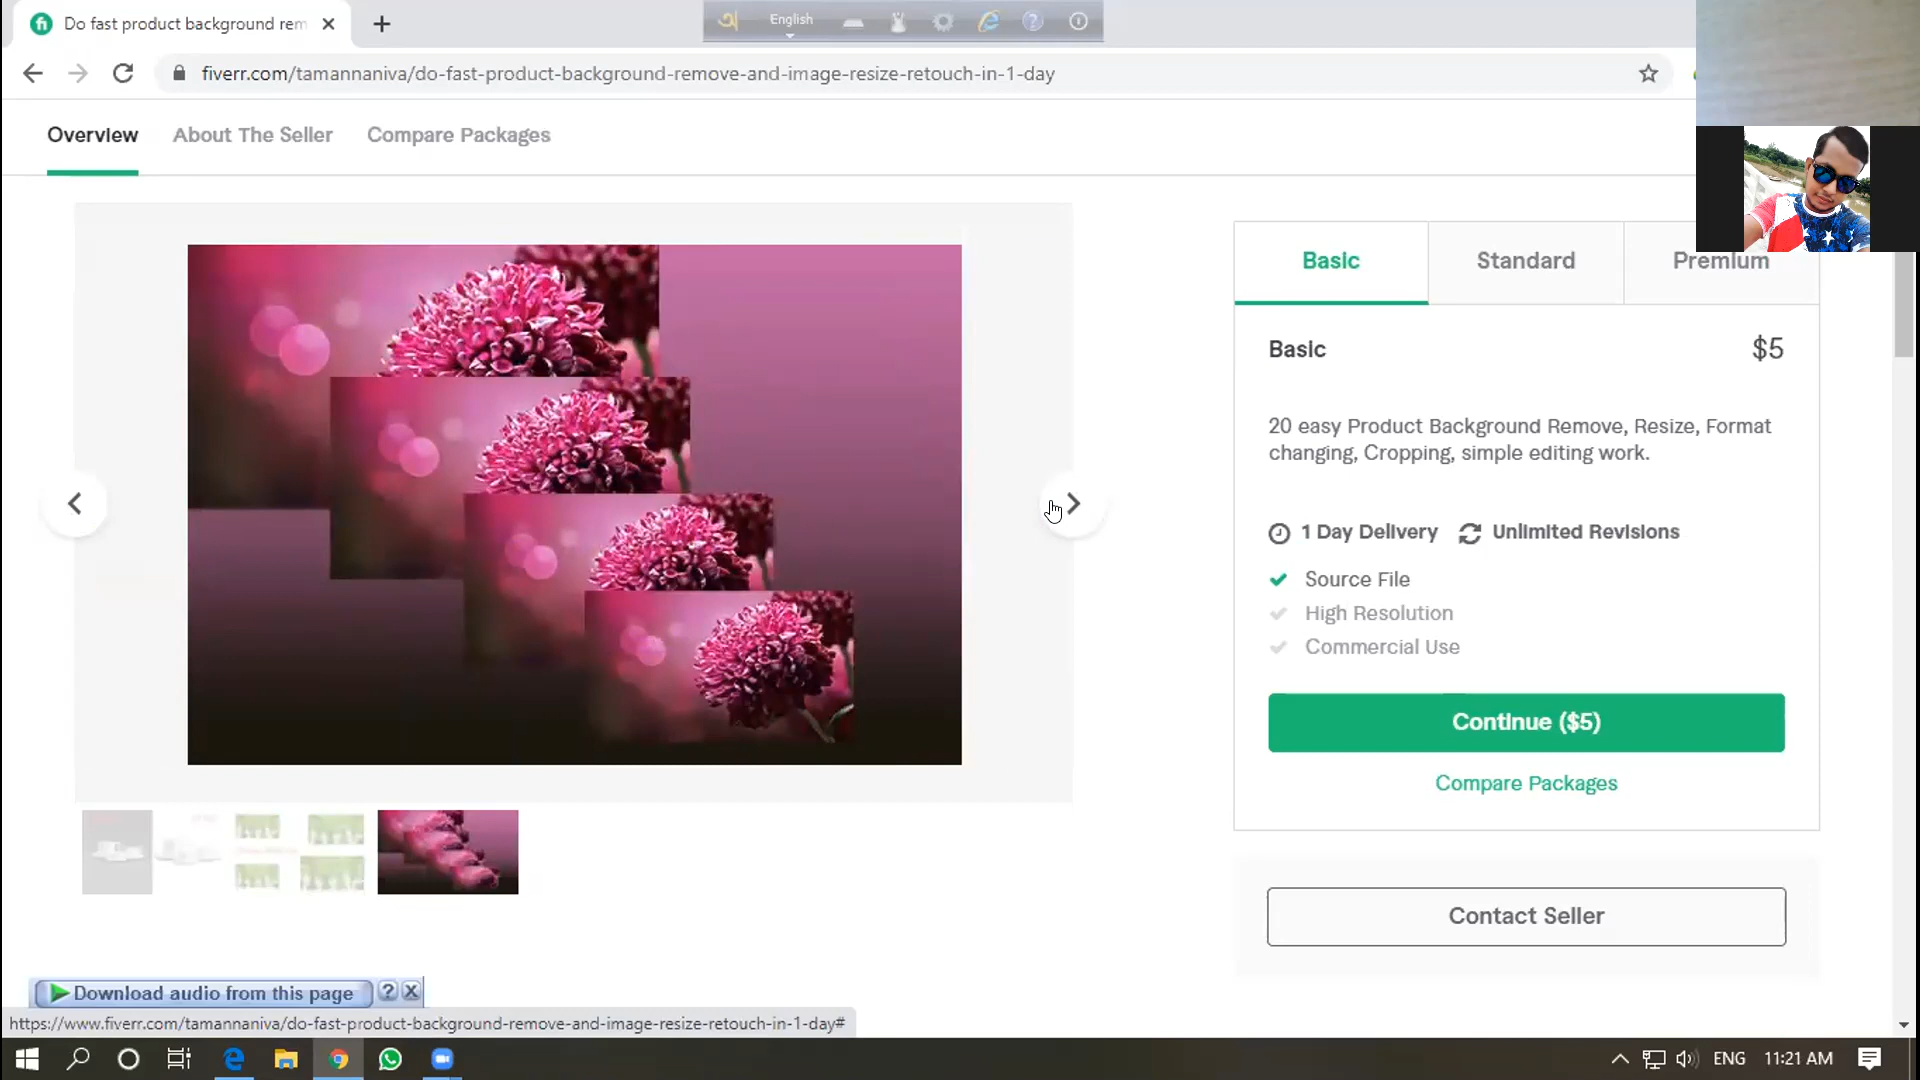 Do fast product background rem
অ
English
fiverr.com/tamannaniva/do-fast-product-background-remove-and-image-resize-retouch-in-1-day
Overview
About The Seller
Compare Packages
Basic
Standard
Premium
Basic
$5
20 easy Product Background Remove, Resize, Format
changing, Cropping, simple editing work.
1 Day Delivery
Unlimited Revisions
Source File
High Resolution
Commercial Use
Continue ($5)
Compare Packages
Contact Seller
Download audio from this page
https://www.fiverr.com/tamannaniva/do-fast-product-background-remove-and-image-resize-retouch-in-1-day#
ENG
11:21 AM